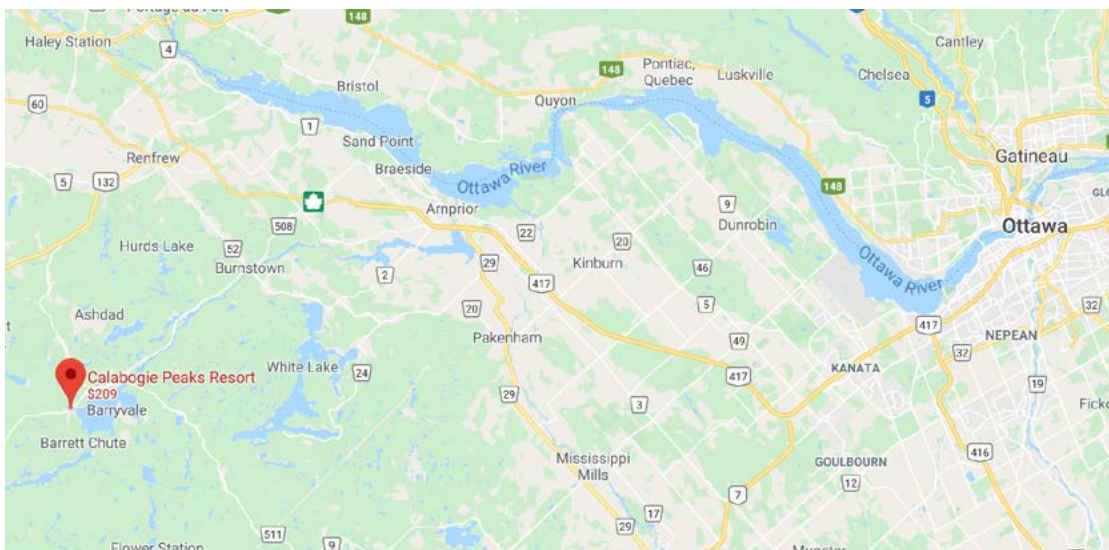 Portage du Fort
148
Haley Station
4
Cantley
Pontiac,
Quebec
148
Luskville
Chelsea
5
Bristol
Quyon
60
1
Sand Point
Renfrew
Braeside
Gatineau
Ottawa River
5
132
148
Arnprior
9
Ottawa
508
22
Dunrobin
Hurds Lake
52
20
Burnstown
2
29
Kinburn
46
Ottawa River
417
5
20
32
Ashdad
417
Pakenham
49
NEPEAN
32
White Lake
24
KANATA
Calabogie Peaks Resort
$209
417
19
Barryvale
29
3
Barrett Chute
416
Mississippi
Mills
GOULBOURN
12
7
17
29
511
9
Flower Station
Munster